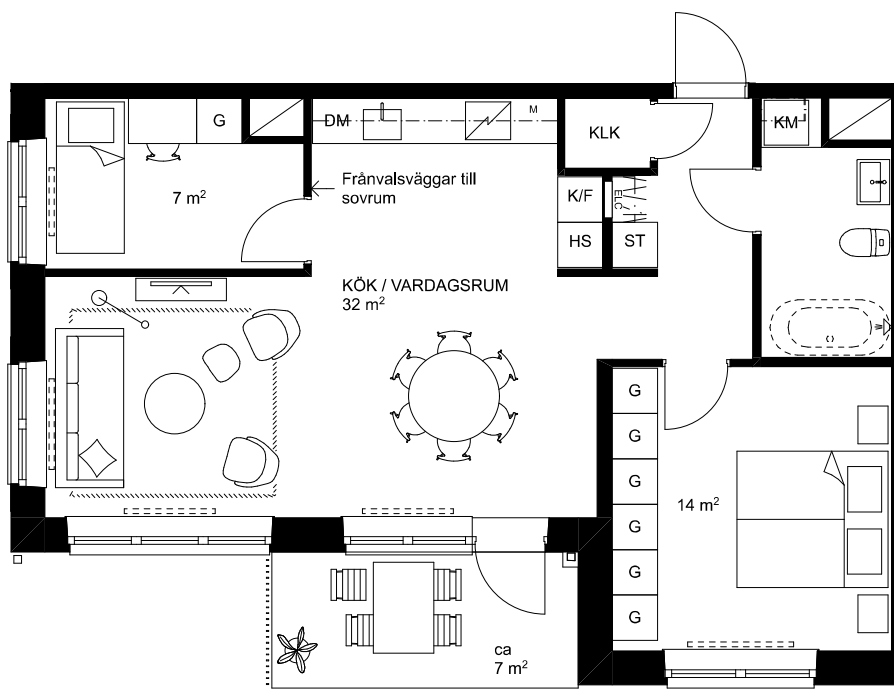 G
DM
M
KLK
KM
7 m²
Frånvalsväggar till
sovrum
K/F
ELC
HS
ST
KÖK / VARDAGSRUM
32 m²
G
G
G
G
G
G
14 m²
ca
7 m²